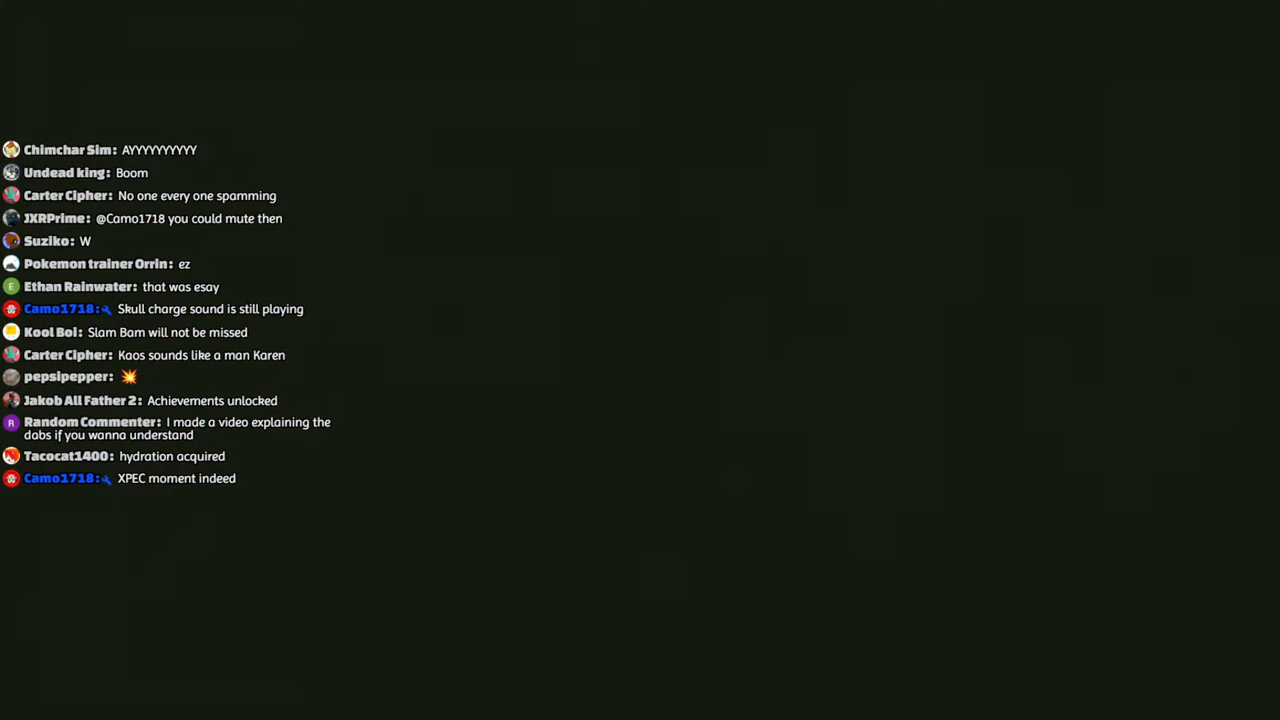 Chimchar Sim: AYYYYYYYYYY
Undead king: Boom
Carter Cipher: No one every one spamming
JXRPrime: @Camo1718 you could mute then
Suziko: W
Pokemon trainer Orrin: ez
E Ethan Rainwater: that was esay
Camo1718: Skull charge sound is still playing
Kool Boi: Slam Bam will not be missed
Carter Cipher: Kaos sounds like a man Karen
pepsipepper: 💥
Jakob All Father 2: Achievements unlocked
R Random Commenter: I made a video explaining the
dabs if you wanna understand
Tacocat1400: hydration acquired
Camo1718: XPEC moment indeed